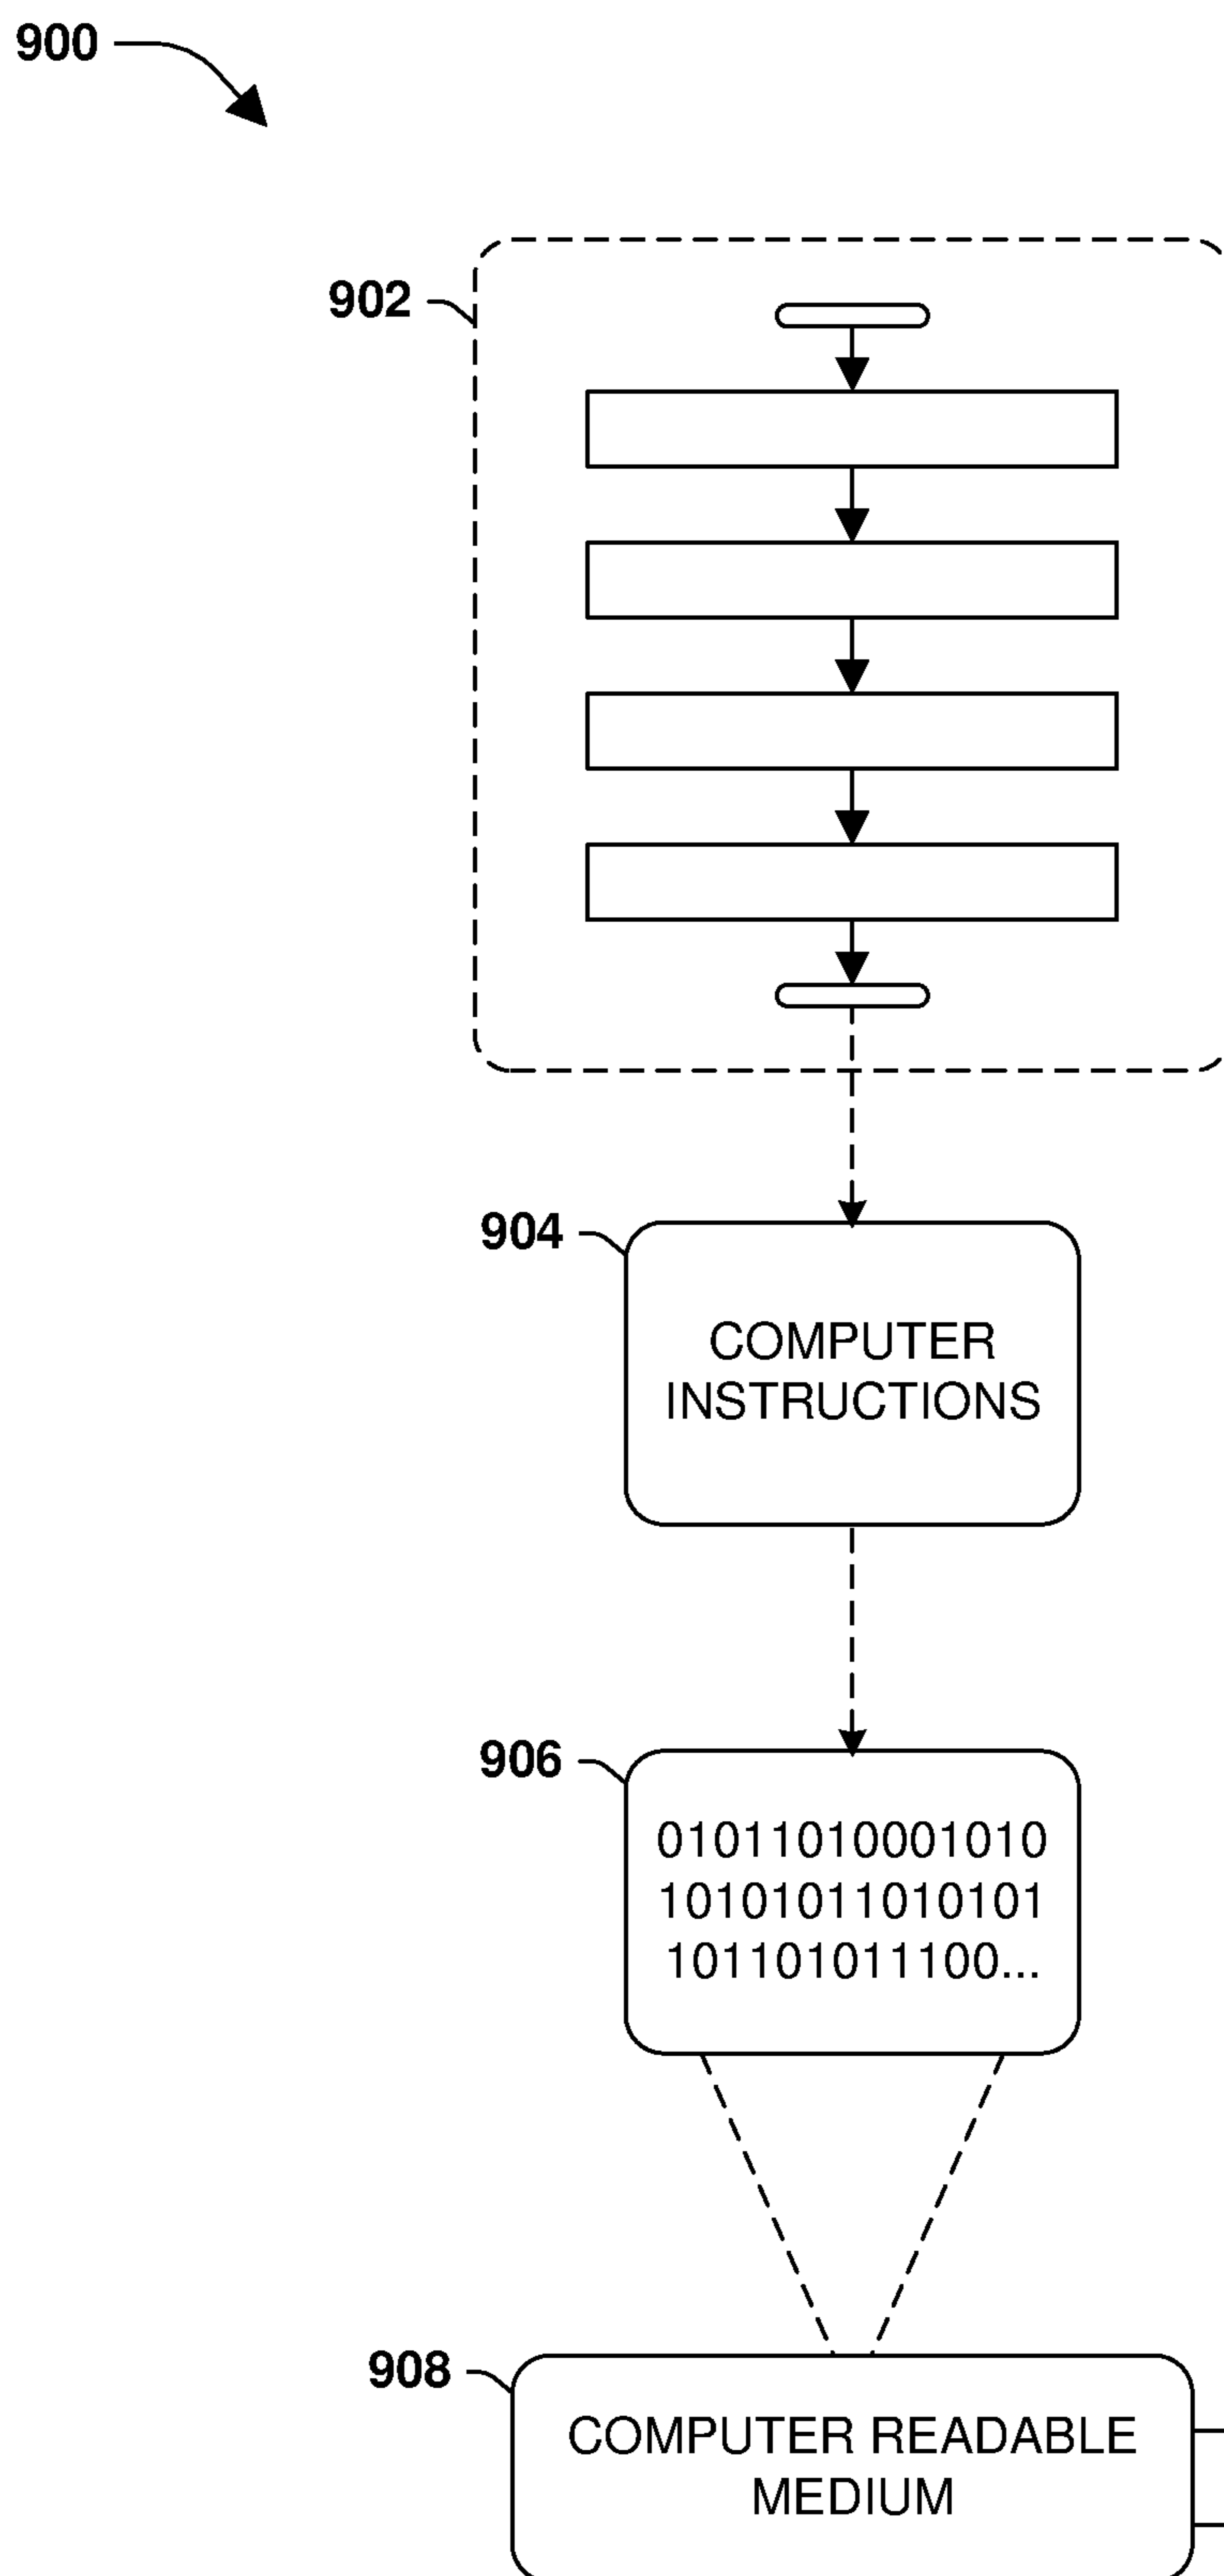 900
902
904
COMPUTER
INSTRUCTIONS
906
01011010001010
10101011010101
101101011100...
908
COMPUTER READABLE
MEDIUM